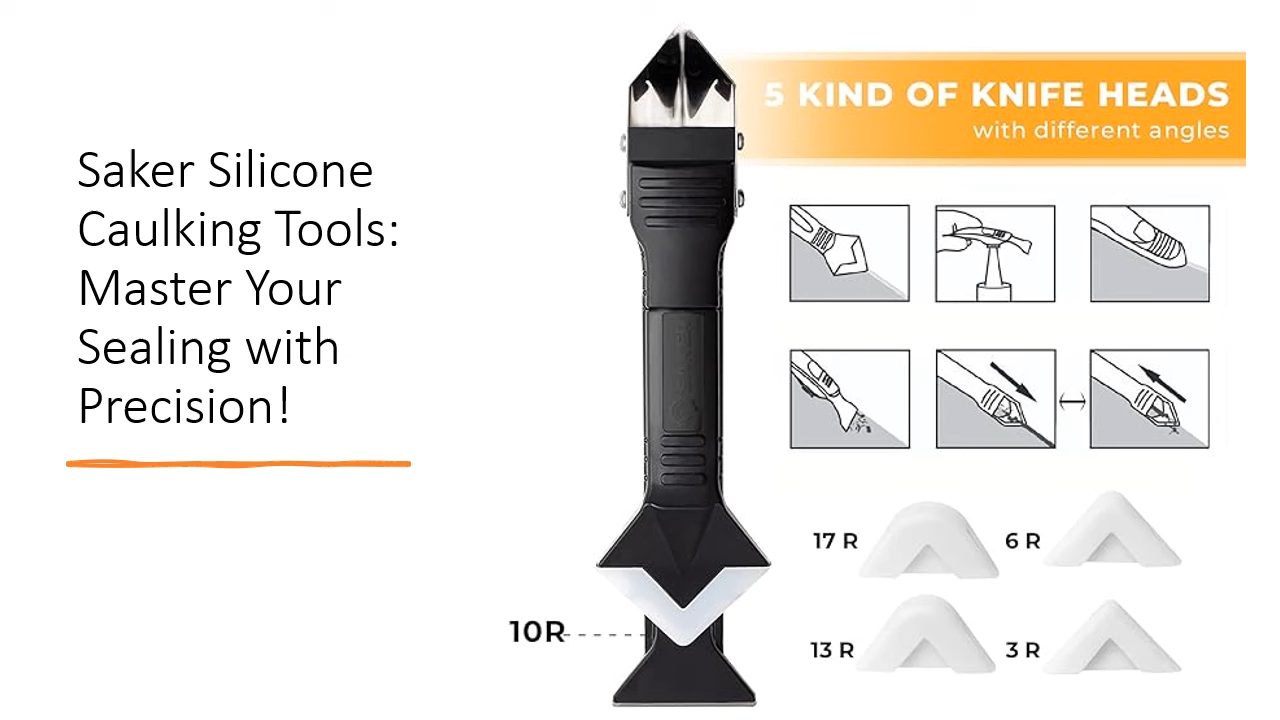 Saker Silicone
Caulking Tools:
Master Your
Sealing with
Precision!
5 KIND OF KNIFE HEADS
with different angles
17 R
6 R
10R
13 R
3 R